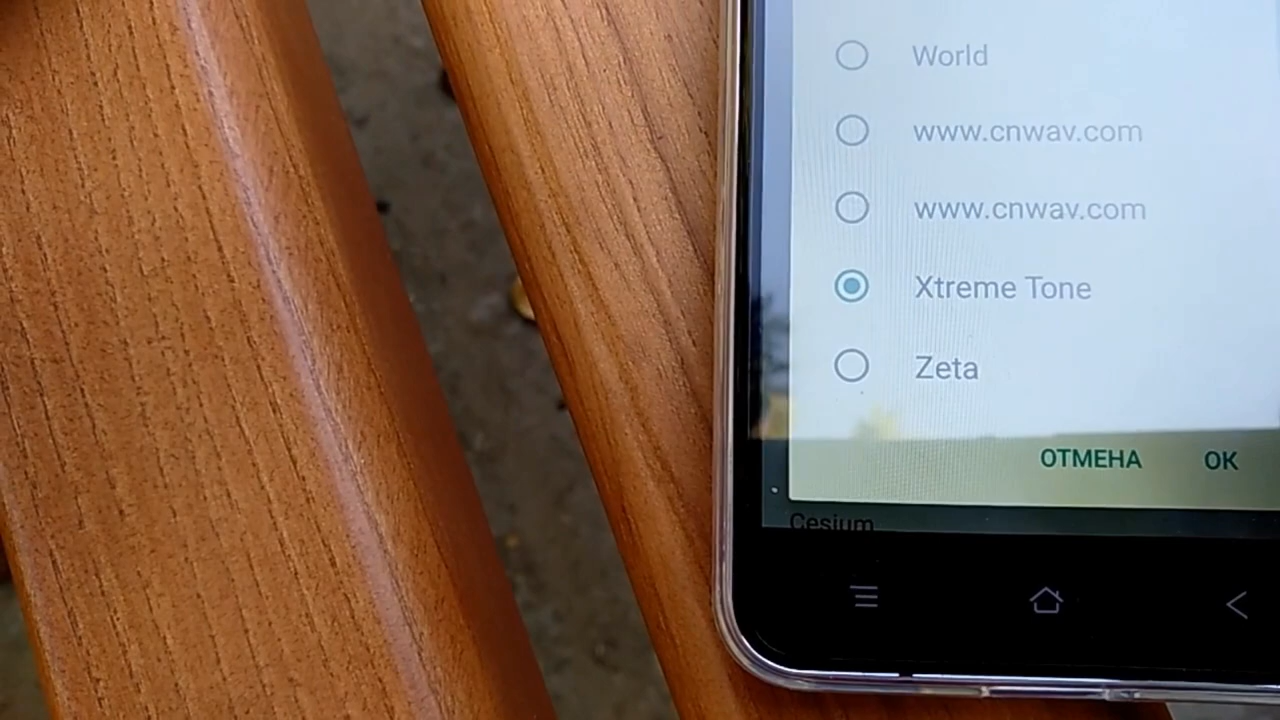 World
www.cnwav.com
www.cnwav.com
Xtreme Tone
Zeta
ОТМЕНА OK
Cesium